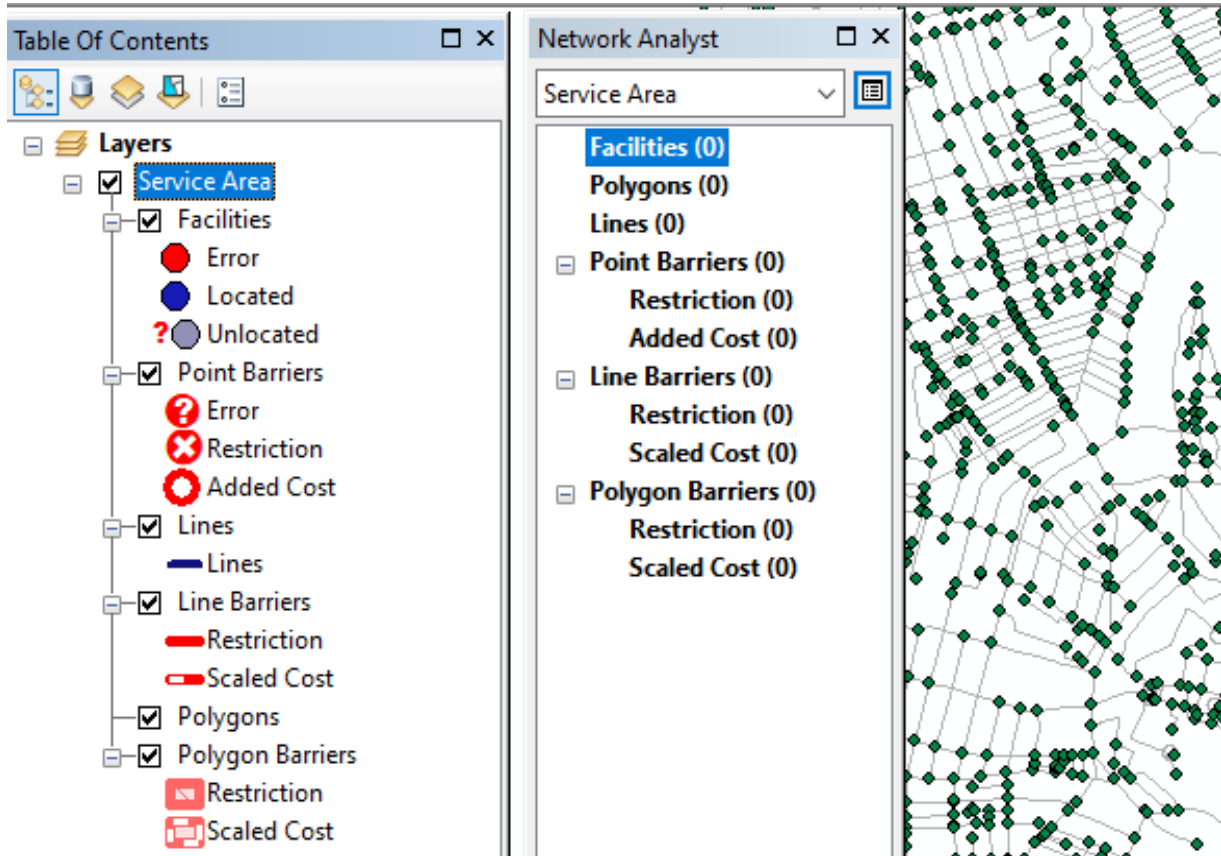 Table Of Contents
Layers
Service Area
Facilities
Error
Located
? Unlocated
Point Barriers
? Error
Restriction
Added Cost
Lines
Lines
Line Barriers
Restriction
Scaled Cost
Polygons
Polygon Barriers
Restriction
Scaled Cost
Network Analyst
Service Area
Facilities (0)
Polygons (0)
Lines (0)
Point Barriers (0)
Restriction (0)
Added Cost (0)
Line Barriers (0)
Restriction (0)
Scaled Cost (0)
Polygon Barriers (0)
Restriction (0)
Scaled Cost (0)